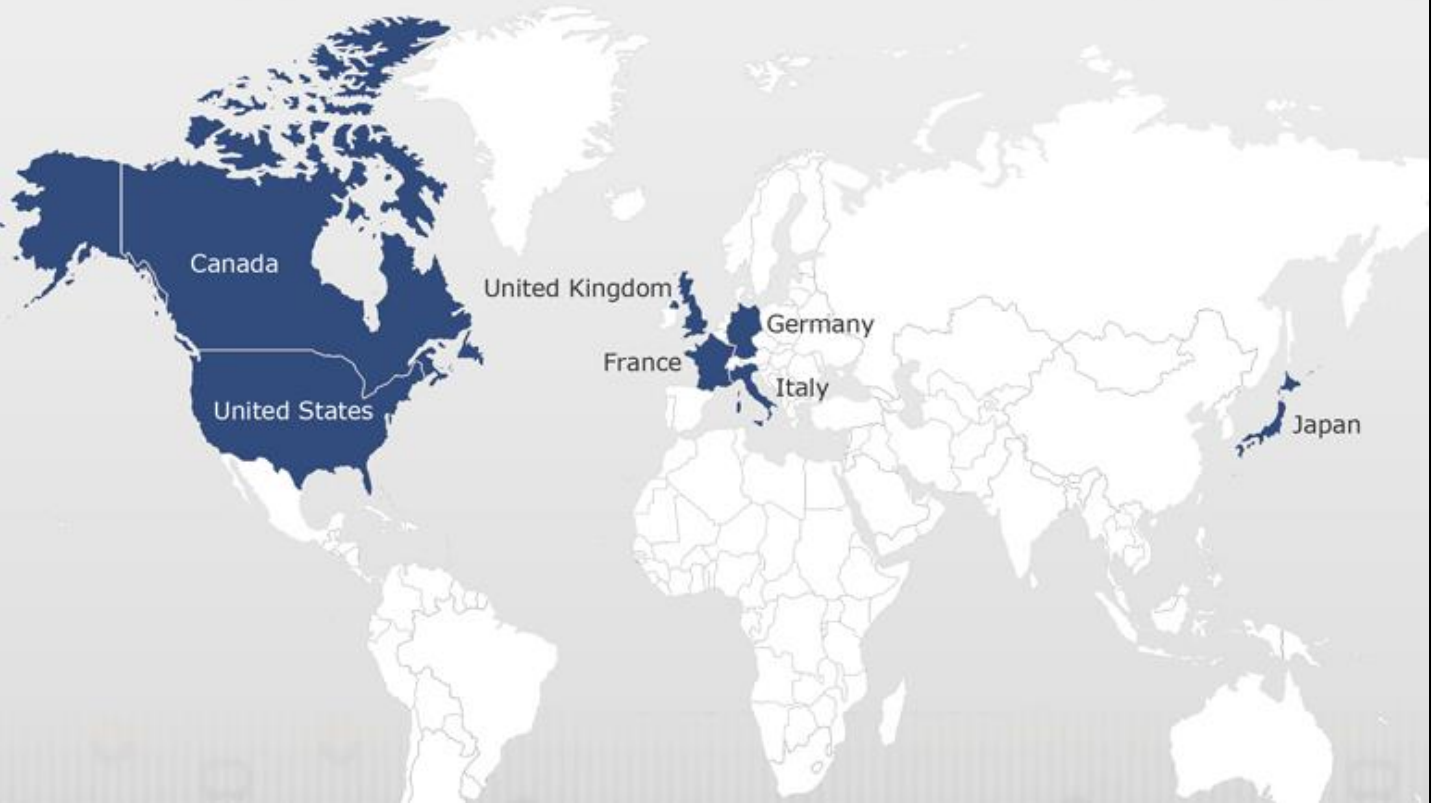 Canada
United Kingdom
Germany
France
Italy
United States
Japan